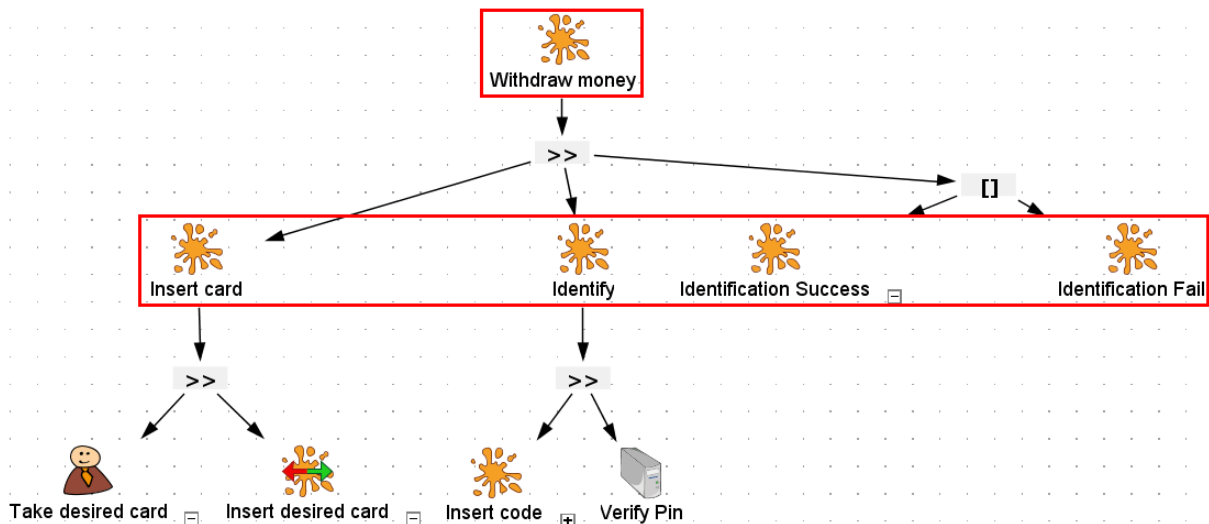 Withdraw money
>>
[]
Insert card
Identify
Identification Success
Identification Fail
>>
>>
Take desired card
Insert desired card
Insert code
Verify Pin